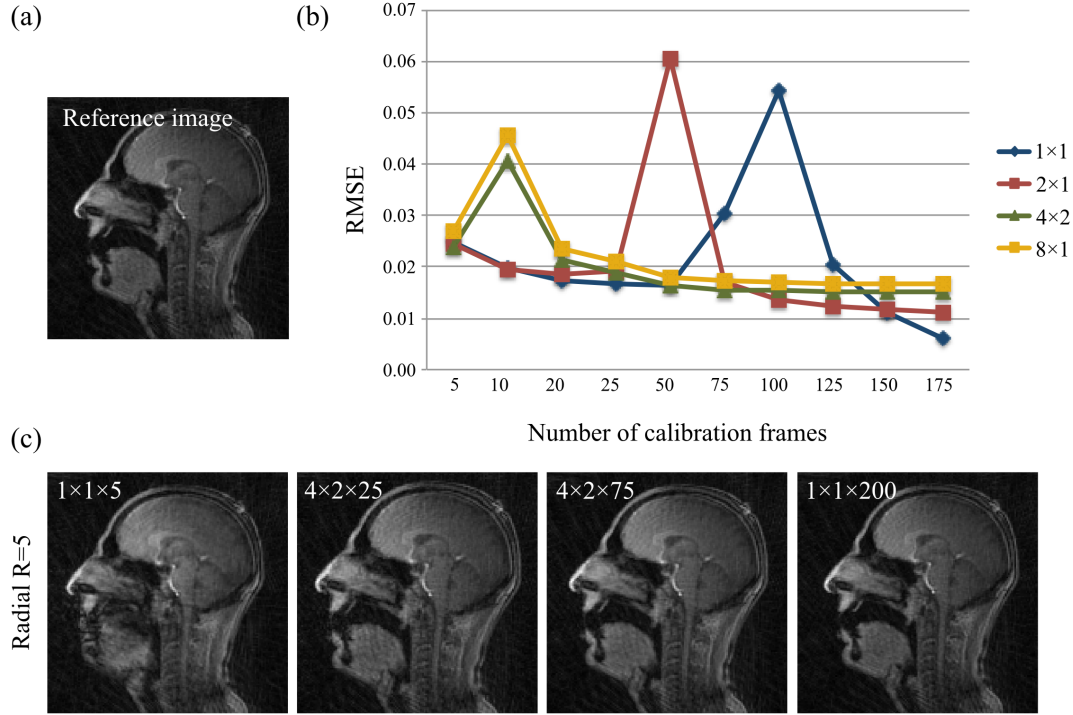 (a)
Reference image
(b)
0.07
0.06
0.05
0.04
0.03
0.02
0.01
0.00
RMSE
5 10 20 25 50 75 100 125 150 175
Number of calibration frames
1×1
2×1
4×2
8×1
(c)
Radial R=5
1×1×5
4×2×25
4×2×75
1×1×200